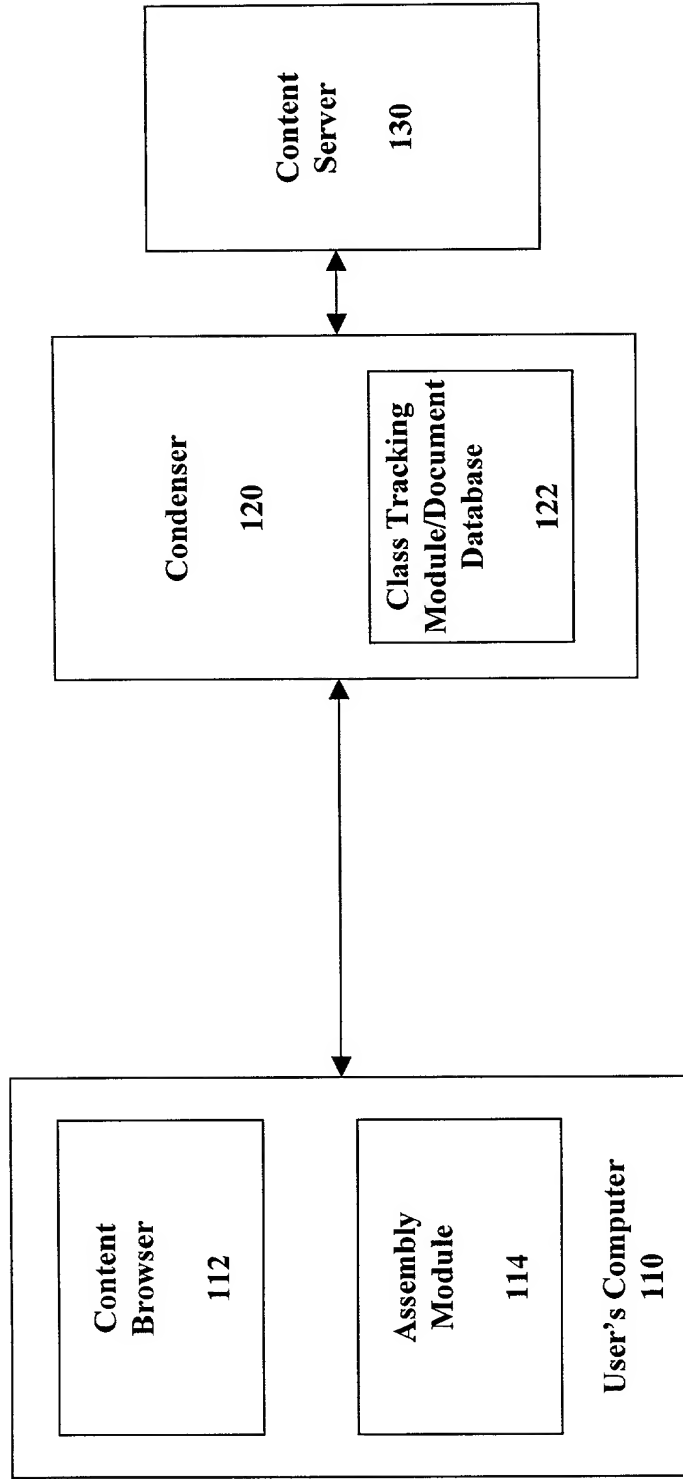 Content
Browser
112
Assembly
Module
114
User's Computer
110
Condenser
120
Class Tracking
Module/Document
Database
122
Content
Server
130